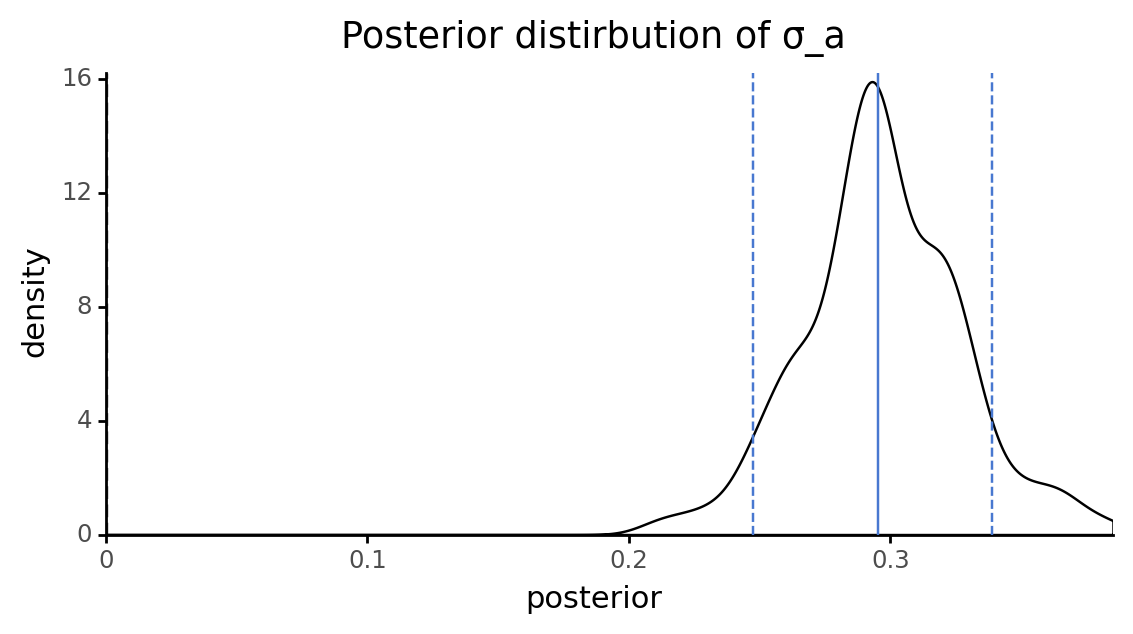 Posterior distirbution of σ_a
16
12
8
4
0
density
0 0.1 0.2 0.3
posterior